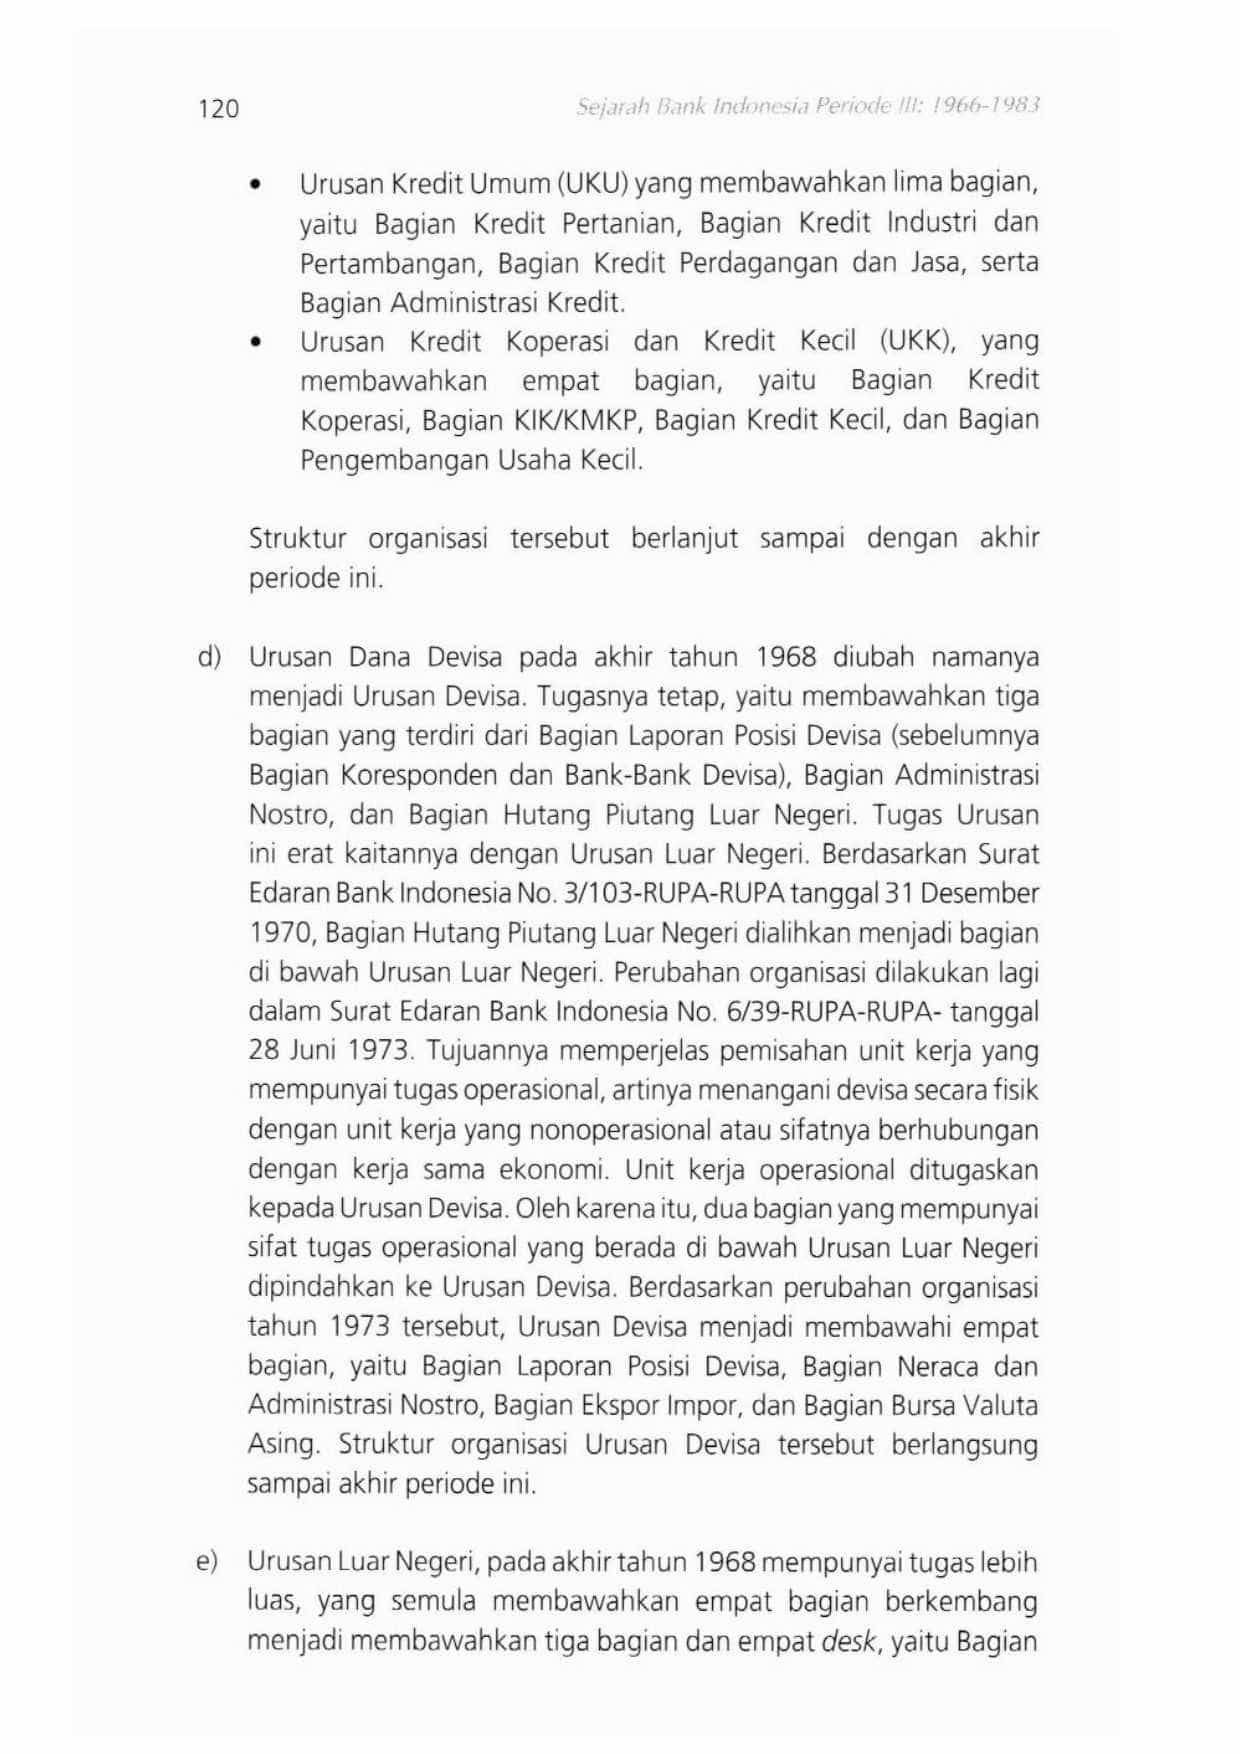 120
Sejarah Bank Indonesia Periode III: 1966-1983
• Urusan Kredit Umum (UKU) yang membawahkan lima bagian,
yaitu Bagian Kredit Pertanian, Bagian Kredit Industri dan
Pertambangan, Bagian Kredit Perdagangan dan Jasa, serta
Bagian Administrasi Kredit.
• Urusan Kredit Koperasi dan Kredit Kecil (UKK), yang
membawahkan empat bagian, yaitu Bagian Kredit
Koperasi, Bagian KIK/KMKP, Bagian Kredit Kecil, dan Bagian
Pengembangan Usaha Kecil.
Struktur organisasi tersebut berlanjut sampai dengan akhir
periode ini.
d) Urusan Dana Devisa pada akhir tahun 1968 diubah namanya
menjadi Urusan Devisa. Tugasnya tetap, yaitu membawahkan tiga
bagian yang terdiri dari Bagian Laporan Posisi Devisa (sebelumnya
Bagian Koresponden dan Bank-Bank Devisa), Bagian Administrasi
Nostro, dan Bagian Hutang Piutang Luar Negeri. Tugas Urusan
ini erat kaitannya dengan Urusan Luar Negeri. Berdasarkan Surat
Edaran Bank Indonesia No. 3/103-RUPA-RUPA tanggal 31 Desember
1970, Bagian Hutang Piutang Luar Negeri dialihkan menjadi bagian
di bawah Urusan Luar Negeri. Perubahan organisasi dilakukan lagi
dalam Surat Edaran Bank Indonesia No. 6/39-RUPA-RUPA- tanggal
28 Juni 1973. Tujuannya memperjelas pemisahan unit kerja yang
mempunyai tugas operasional, artinya menangani devisa secara fisik
dengan unit kerja yang nonoperasional atau sifatnya berhubungan
dengan kerja sama ekonomi. Unit kerja operasional ditugaskan
kepada Urusan Devisa. Oleh karena itu, dua bagian yang mempunyai
sifat tugas operasional yang berada di bawah Urusan Luar Negeri
dipindahkan ke Urusan Devisa. Berdasarkan perubahan organisasi
tahun 1973 tersebut, Urusan Devisa menjadi membawahi empat
bagian, yaitu Bagian Laporan Posisi Devisa, Bagian Neraca dan
Administrasi Nostro, Bagian Ekspor Impor, dan Bagian Bursa Valuta
Asing. Struktur organisasi Urusan Devisa tersebut berlangsung
sampai akhir periode ini.
e) Urusan Luar Negeri, pada akhir tahun 1968 mempunyai tugas lebih
luas, yang semula membawahkan empat bagian berkembang
menjadi membawahkan tiga bagian dan empat desk, yaitu Bagian